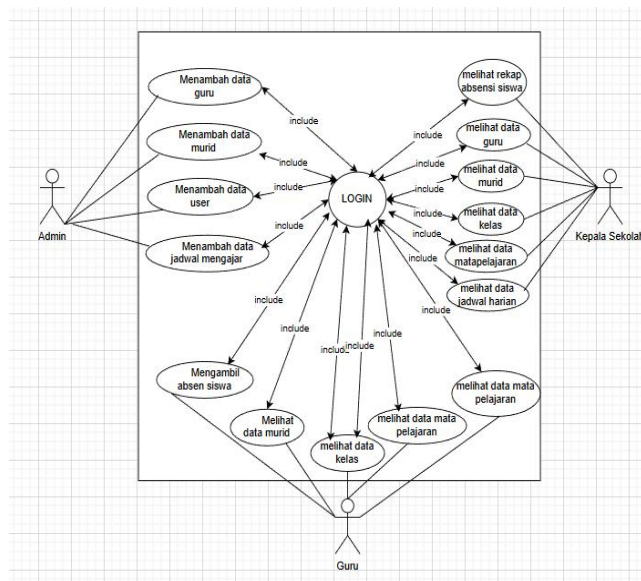 Menambah data
guru
Menambah data
murid
Menambah data
user
Menambah data
jadwal mengajar
Admin
include
include
include
include
LOGIN
include
include
include
include
include
include
melihat rekap
absensi siswa
melihat data
guru
melihat data
murid
melihat data
kelas
melihat data
matapelajaran
melihat data
jadwal harian
Kepala Sekolah
include
include
include
include
include
include
Mengambil
absen siswa
Melihat
data murid
melihat data
kelas
melihat data mata
pelajaran
melihat data mata
pelajaran
Guru